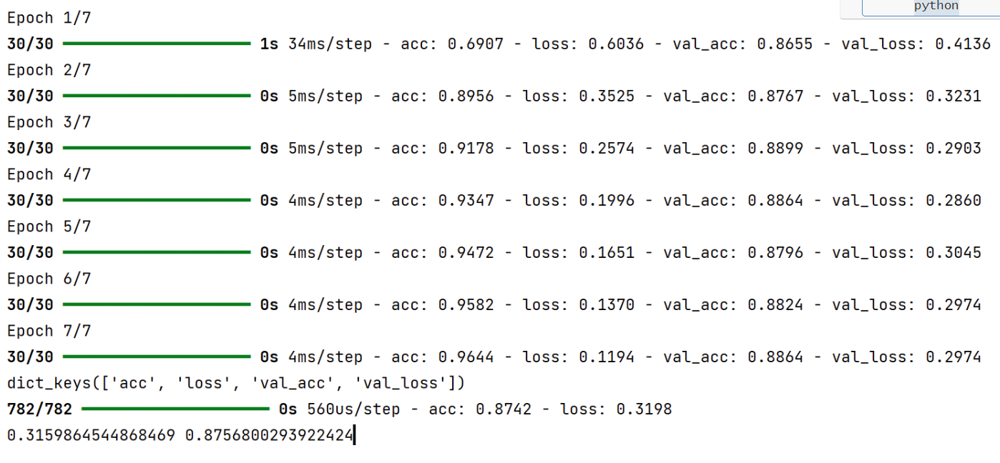 python
Epoch 1/7
30/30 ━━━━━━━━━━━━━━━━━━━━ 1s 34ms/step - acc: 0.6907 - loss: 0.6036 - val_acc: 0.8655 - val_loss: 0.4136
Epoch 2/7
30/30 ━━━━━━━━━━━━━━━━━━━━ 0s 5ms/step - acc: 0.8956 - loss: 0.3525 - val_acc: 0.8767 - val_loss: 0.3231
Epoch 3/7
30/30 ━━━━━━━━━━━━━━━━━━━━ 0s 5ms/step - acc: 0.9178 - loss: 0.2574 - val_acc: 0.8899 - val_loss: 0.2903
Epoch 4/7
30/30 ━━━━━━━━━━━━━━━━━━━━ 0s 4ms/step - acc: 0.9347 - loss: 0.1996 - val_acc: 0.8864 - val_loss: 0.2860
Epoch 5/7
30/30 ━━━━━━━━━━━━━━━━━━━━ 0s 4ms/step - acc: 0.9472 - loss: 0.1651 - val_acc: 0.8796 - val_loss: 0.3045
Epoch 6/7
30/30 ━━━━━━━━━━━━━━━━━━━━ 0s 4ms/step - acc: 0.9582 - loss: 0.1370 - val_acc: 0.8824 - val_loss: 0.2974
Epoch 7/7
30/30 ━━━━━━━━━━━━━━━━━━━━ 0s 4ms/step - acc: 0.9644 - loss: 0.1194 - val_acc: 0.8864 - val_loss: 0.2974
dict_keys(['acc', 'loss', 'val_acc', 'val_loss'])
782/782 ━━━━━━━━━━━━━━━━━━━━ 0s 560us/step - acc: 0.8742 - loss: 0.3198
0.3159864544868469 0.8756800293922424